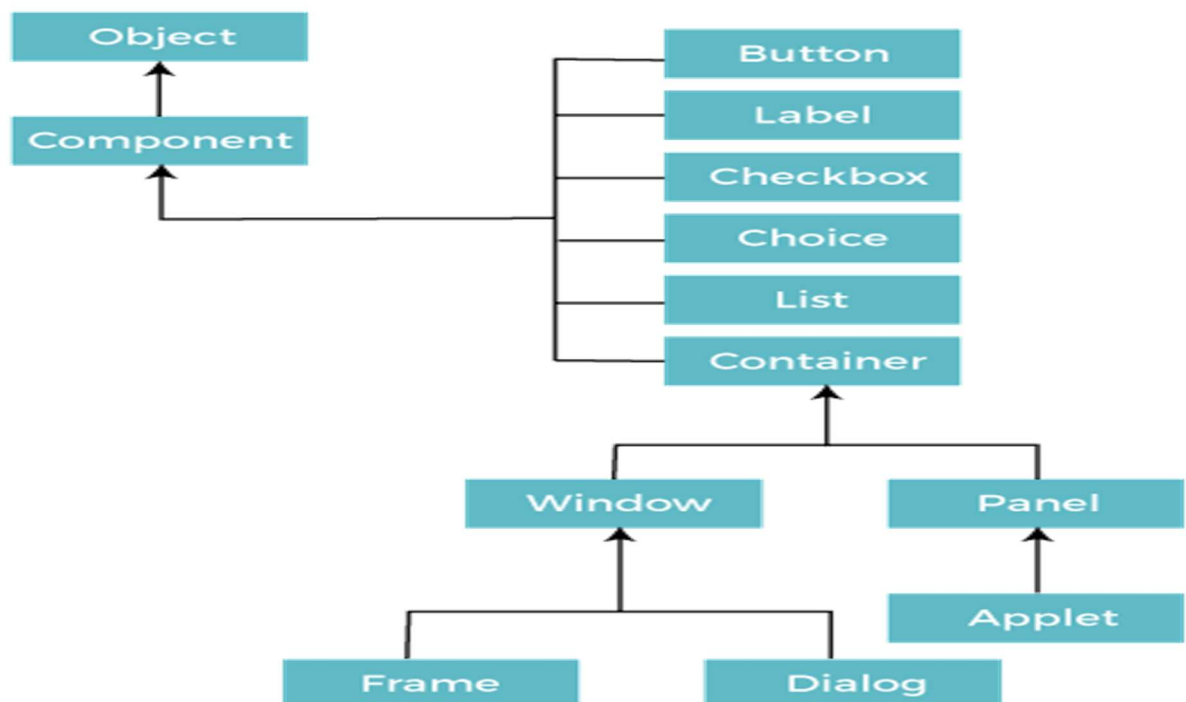 Object
Component
Button
Label
Checkbox
Choice
List
Container
Window
Panel
Applet
Frame
Dialog